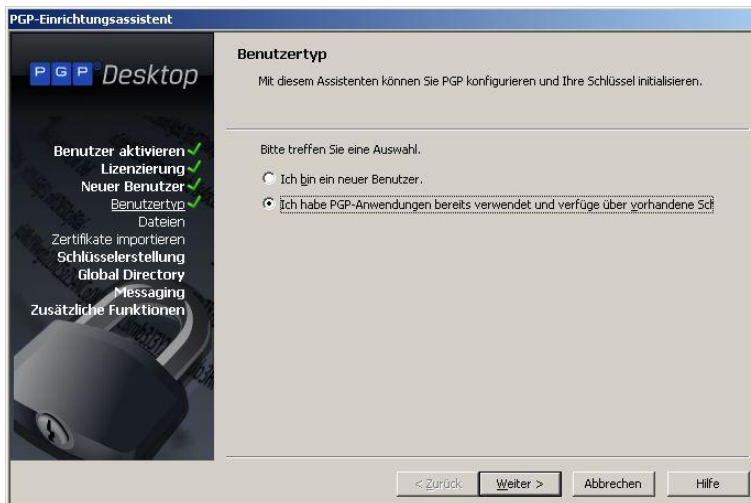 PGP-Einrichtungsassistent
PGP Desktop
Benutzer aktivieren
Lizenzierung
Neuer Benutzer
Benutzertyp
Dateien
Zertifikate importieren
Schlüsselerstellung
Global Directory
Messaging
Zusätzliche Funktionen
Benutzertyp
Mit diesem Assistenten können Sie PGP konfigurieren und Ihre Schlüssel initialisieren.
Bitte treffen Sie eine Auswahl.
Ich bin ein neuer Benutzer.
Ich habe PGP-Anwendungen bereits verwendet und verfüge über vorhandene Sch
< Zurück
Weiter >
Abbrechen
Hilfe